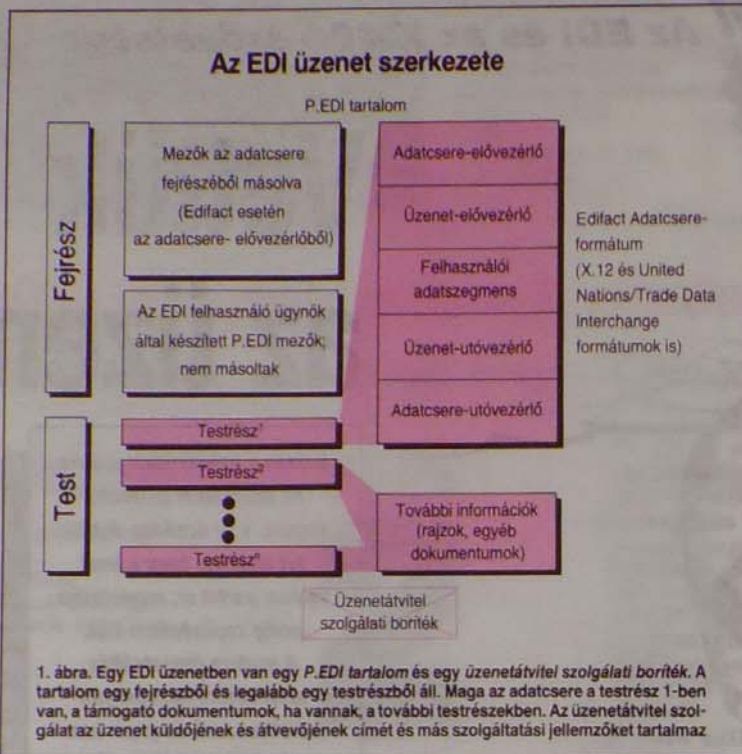 Az EDI üzenet szerkezete
P.EDI tartalom
Fejrész
Mezők az adatcsere
fejrészéből másolva
(Edifact esetén
az adatcsere- elővezérlőből)
Az EDI felhasználó ügynök
által készített P.EDI mezők;
nem másoltak
Adatcsere-elővezérlő
Üzenet-elővezérlő
Felhasználói
adatszegmens
Üzenet-utóvezérlő
Adatcsere-utóvezérlő
Edifact Adatcsere-
formátum
(X.12 és United
Nations/Trade Data
Interchange
formátumok is)
Test
Testrész¹
Testrész²
Testrészⁿ
További információk
(rajzok, egyéb
dokumentumok)
Üzenetátvitel
szolgálati boríték
1. ábra. Egy EDI üzenetben van egy P.EDI tartalom és egy üzenetátvitel szolgálati boríték. A
tartalom egy fejrészből és legalább egy testrészből áll. Maga az adatcsere a testrész 1-ben
van, a támogató dokumentumok, ha vannak, a további testrészekben. Az üzenetátvitel szol-
gálat az üzenet küldőjének és átvevőjének címét és más szolgáltatási jellemzőket tartalmaz